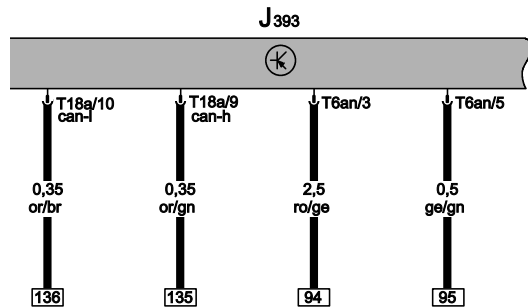 J393
T18a/10
can-l
T18a/9
can-h
T6an/3
T6an/5
0,35
or/br
0,35
or/gn
2,5
ro/ge
0,5
ge/gn
136
135
94
95